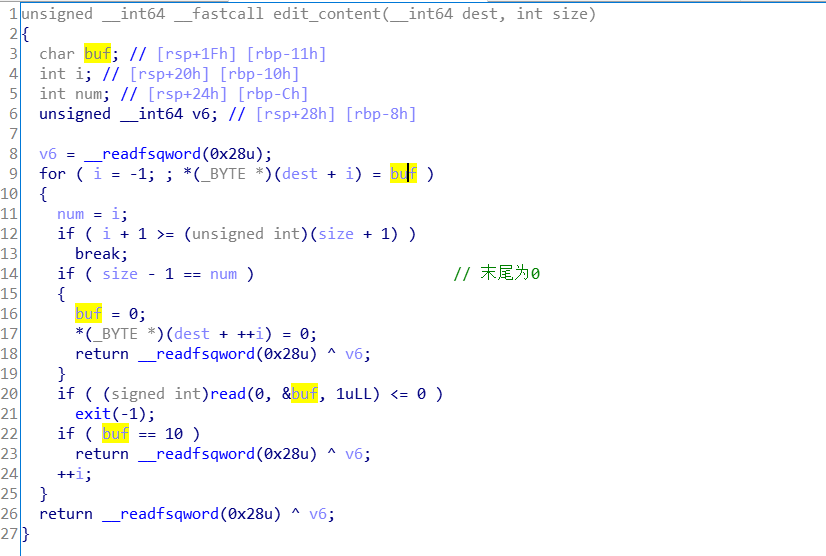 1 unsigned __int64 __fastcall edit_content(__int64 dest, int size)
2 {
3   char buf; // [rsp+1Fh] [rbp-11h]
4   int i; // [rsp+20h] [rbp-10h]
5   int num; // [rsp+24h] [rbp-Ch]
6   unsigned __int64 v6; // [rsp+28h] [rbp-8h]
7
8   v6 = __readfsqword(0x28u);
9   for ( i = -1; ; *(_BYTE *)(dest + i) = buf )
10   {
11     num = i;
12     if ( i + 1 >= (unsigned int)(size + 1) )
13       break;
14     if ( size - 1 == num )                      // 末尾为0
15     {
16       buf = 0;
17       *(_BYTE *)(dest + ++i) = 0;
18       return __readfsqword(0x28u) ^ v6;
19     }
20     if ( (signed int)read(0, &buf, 1uLL) <= 0 )
21       exit(-1);
22     if ( buf == 10 )
23       return __readfsqword(0x28u) ^ v6;
24     ++i;
25   }
26   return __readfsqword(0x28u) ^ v6;
27 }